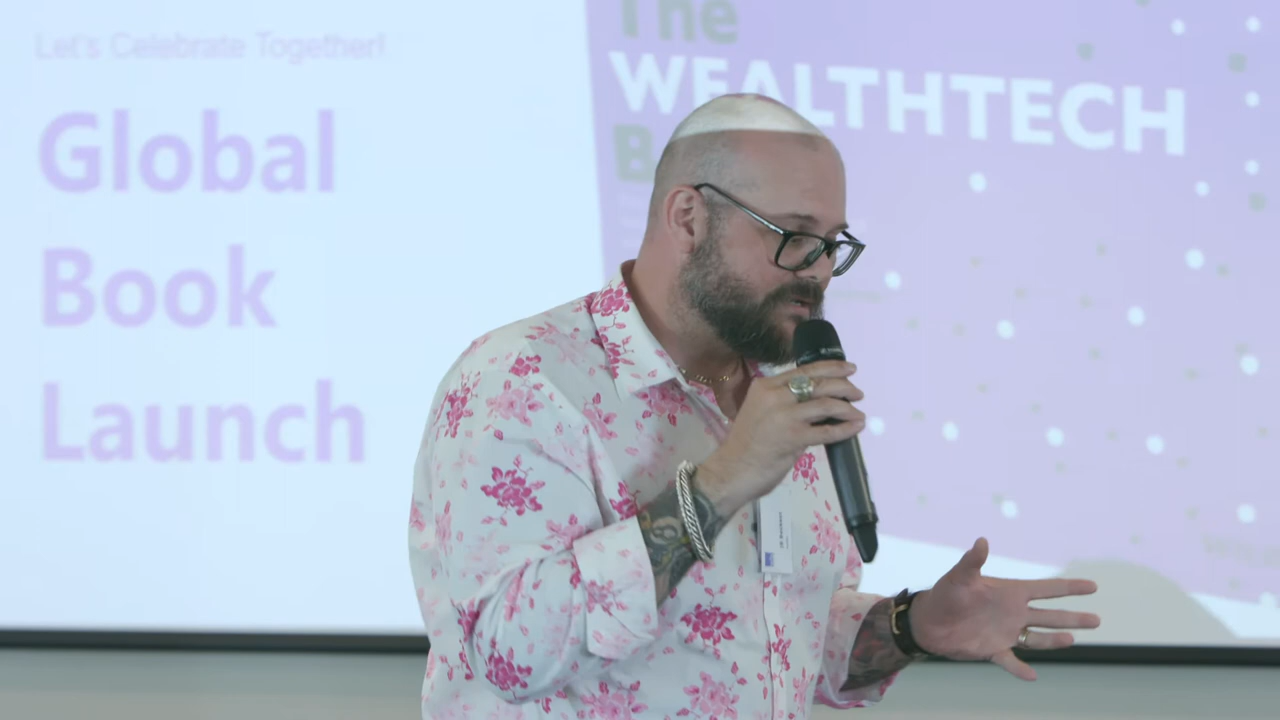 Let's Celebrate Together!
Global
Book
Launch
The
WEALTHTECH